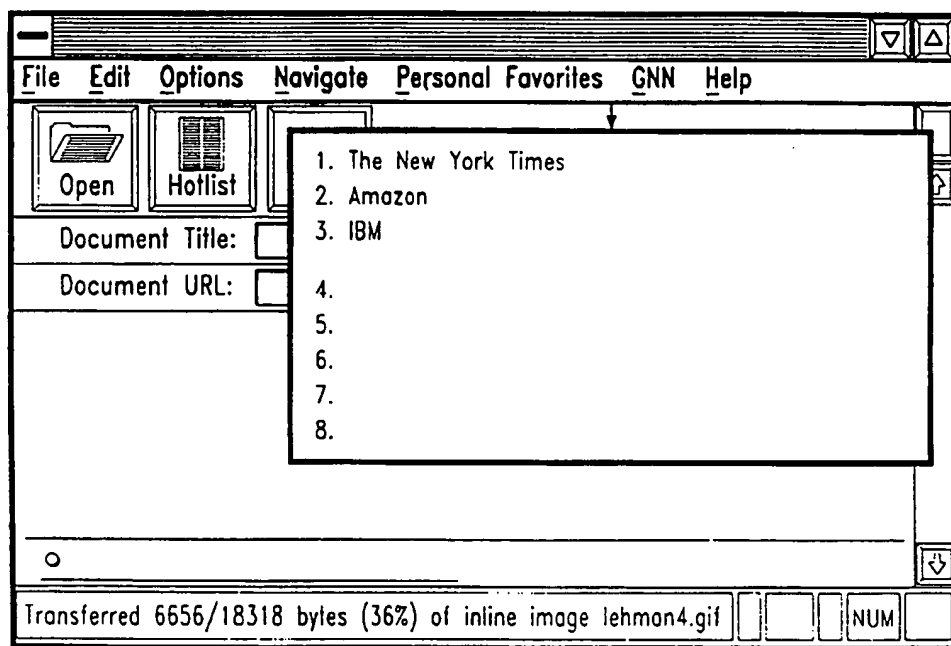 File Edit Options Navigate Personal Favorites GNN Help
Open Hotlist
1. The New York Times
2. Amazon
3. IBM
4.
5.
6.
7.
8.
Document Title:
Document URL:
Transferred 6656/18318 bytes (36%) of inline image lehman4.gif NUM